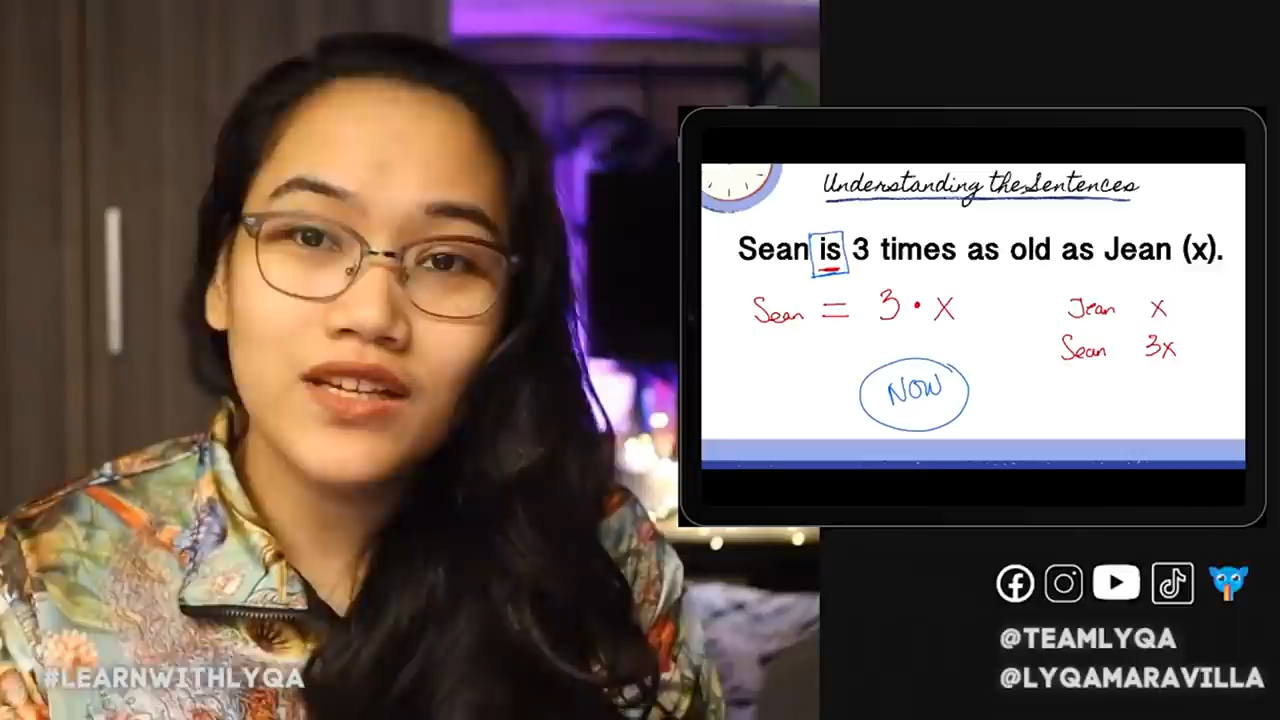 Understanding the Sentences
Sean is 3 times as old as Jean (x).
Sean = 3 • x
Jean x
Sean 3x
NOW
#LEARNWITHLYQA
@TEAMLYQA
@LYQAMARAVILLA